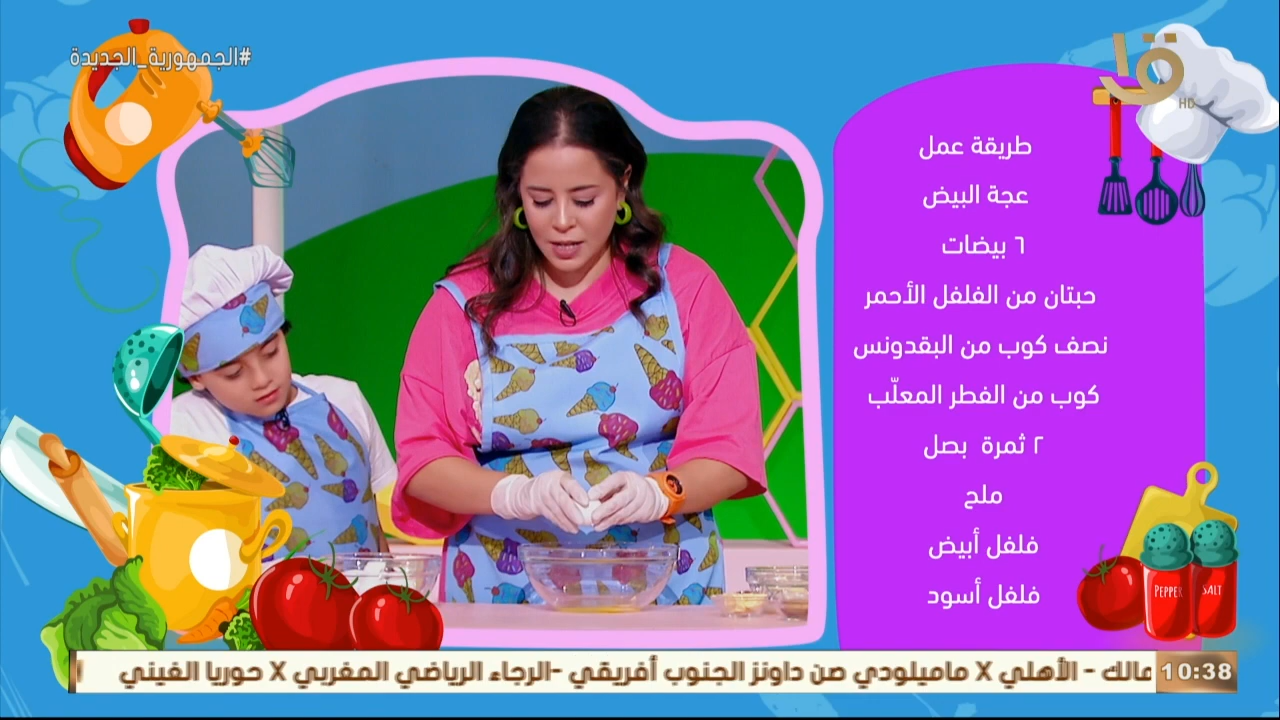 #الجمهورية_الجديدة
HD
طريقة عمل
عجة البيض
٦ بيضات
حبتان من الفلفل الأحمر
نصف كوب من البقدونس
كوب من الفطر المعلّب
٢ ثمرة بصل
ملح
فلفل أبيض
فلفل أسود
PEPPER
SALT
مالك - الأهلي X ماميلودي صن داونز الجنوب أفريقي -الرجاء الرياضي المغربي X حوريا الغيني
10:38